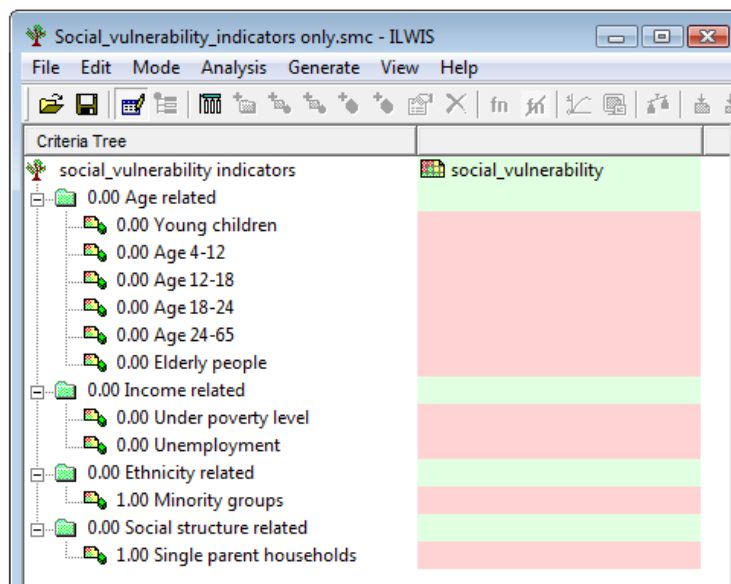 Social_vulnerability_indicators only.smc - ILWIS
File Edit Mode Analysis Generate View Help
fn fn
Criteria Tree
social_vulnerability indicators social_vulnerability
0.00 Age related
0.00 Young children
0.00 Age 4-12
0.00 Age 12-18
0.00 Age 18-24
0.00 Age 24-65
0.00 Elderly people
0.00 Income related
0.00 Under poverty level
0.00 Unemployment
0.00 Ethnicity related
1.00 Minority groups
0.00 Social structure related
1.00 Single parent households